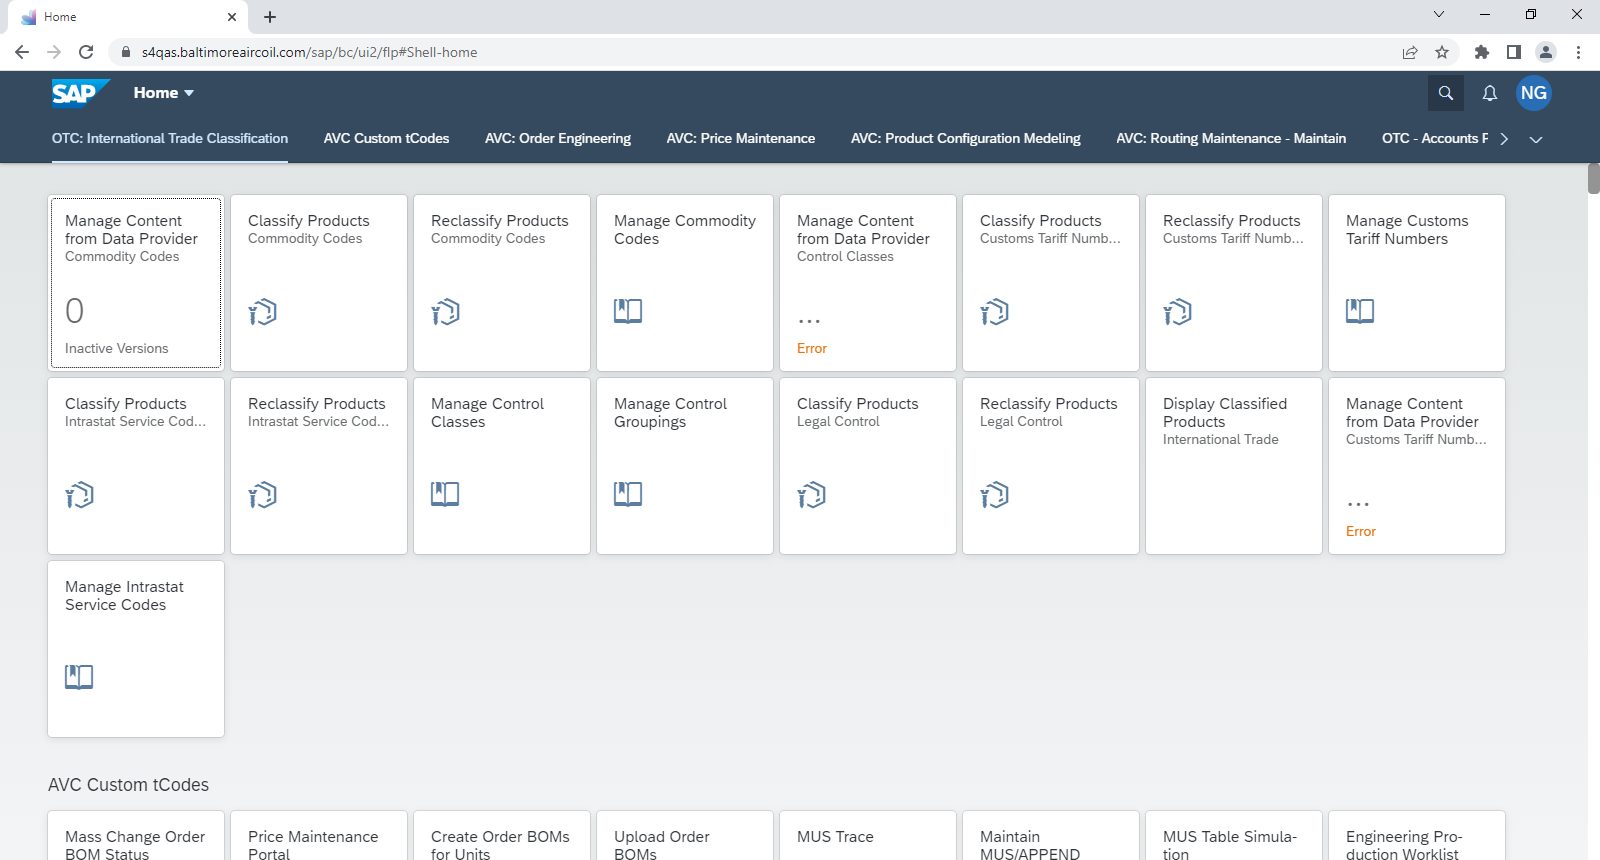 Home
s4qas.baltimoreaircoil.com/sap/bc/ui2/flp#Shell-home
SAP
Home
NG
OTC: International Trade Classification
AVC Custom tCodes
AVC: Order Engineering
AVC: Price Maintenance
AVC: Product Configuration Medeling
AVC: Routing Maintenance - Maintain
OTC - Accounts
Manage Content
from Data Provider
Commodity Codes
0
Inactive Versions
Classify Products
Commodity Codes
Reclassify Products
Commodity Codes
Manage Commodity
Codes
Manage Content
from Data Provider
Control Classes
...
Error
Classify Products
Customs Tariff Numb...
Reclassify Products
Customs Tariff Numb...
Manage Customs
Tariff Numbers
Classify Products
Intrastat Service Cod...
Reclassify Products
Intrastat Service Cod...
Manage Control
Classes
Manage Control
Groupings
Classify Products
Legal Control
Reclassify Products
Legal Control
Display Classified
Products
International Trade
Manage Content
from Data Provider
Customs Tariff Numb...
...
Error
Manage Intrastat
Service Codes
AVC Custom tCodes
Mass Change Order
BOM Status
Price Maintenance
Portal
Create Order BOMs
for Units
Upload Order
BOMs
MUS Trace
Maintain
MUS/APPEND
MUS Table Simula-
tion
Engineering Pro-
duction Worklist